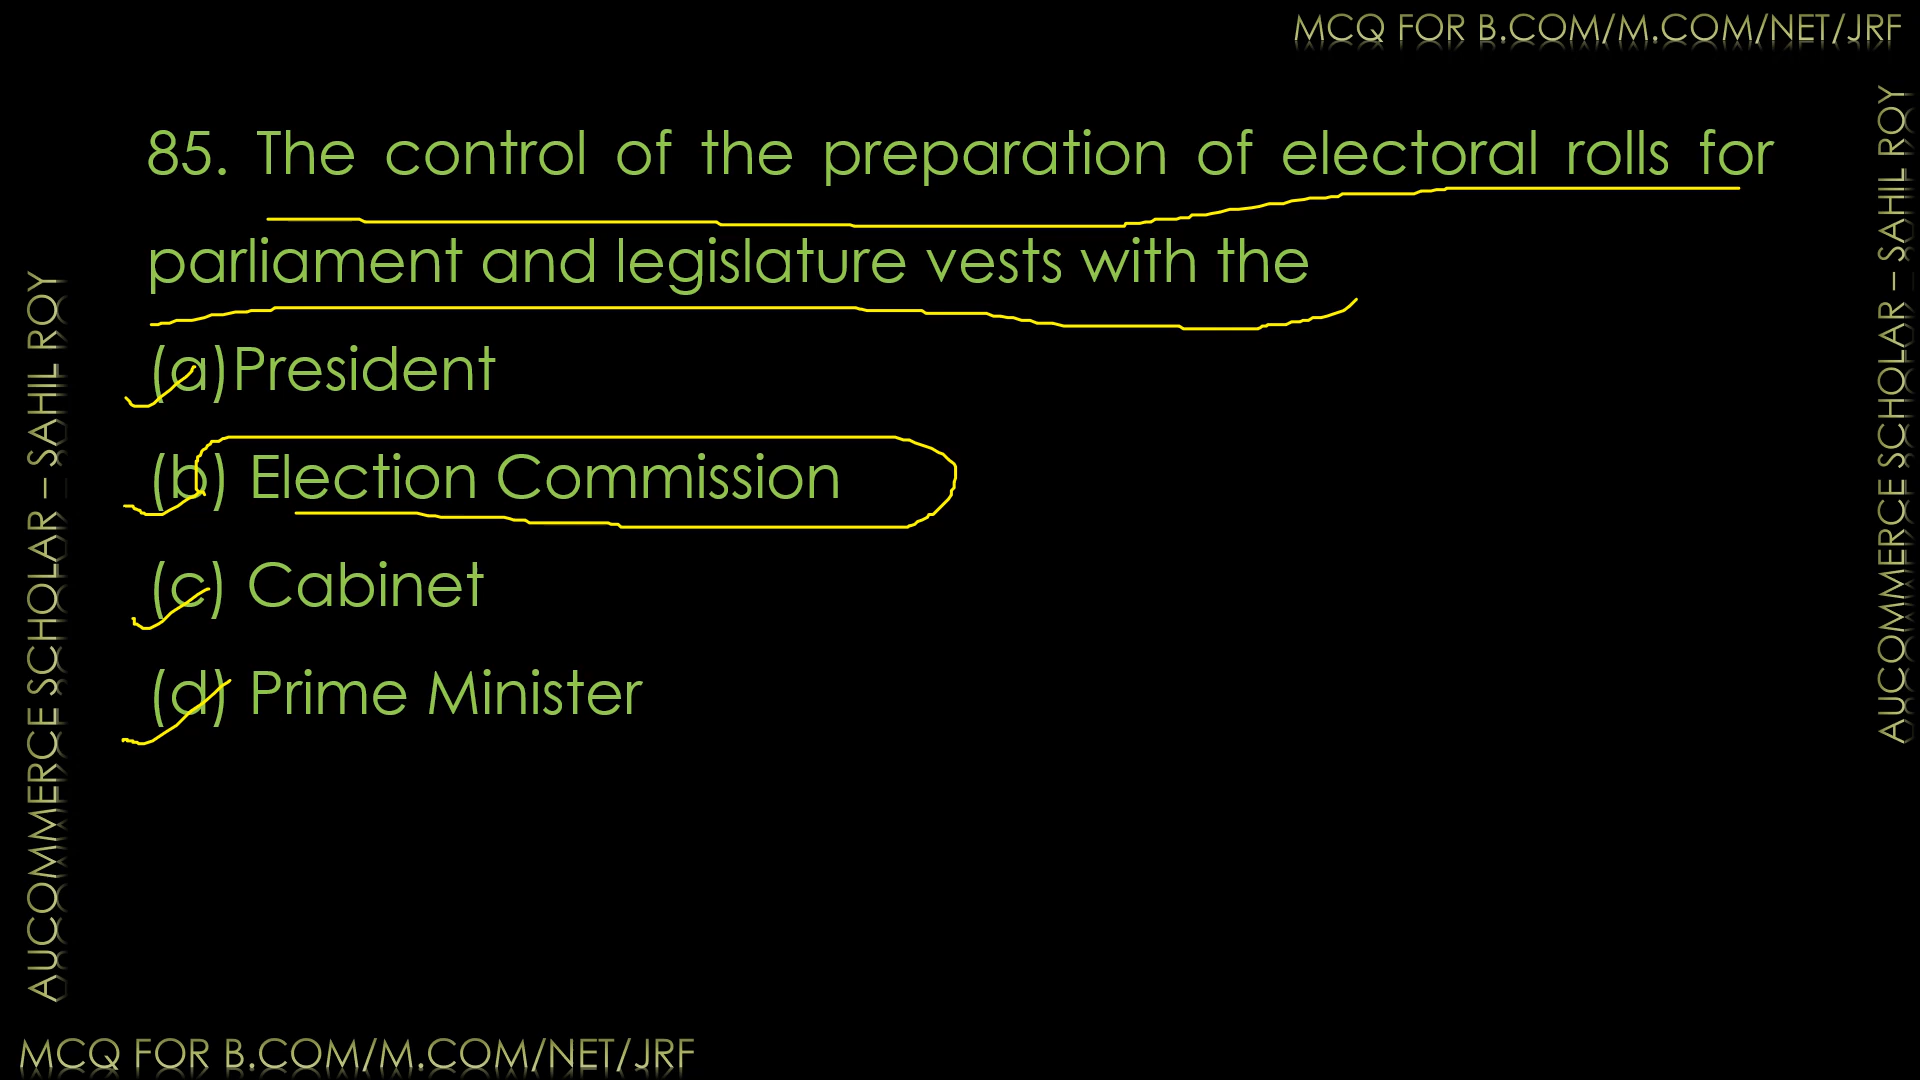 MCQ FOR B.COM/M.COM/NET/JRF
85. The control of the preparation of electoral rolls for
parliament and legislature vests with the
(a)President
(b) Election Commission
(c) Cabinet
(d) Prime Minister
AUCOMMERCE SCHOLAR – SAHIL ROY
AUCOMMERCE SCHOLAR – SAHIL ROY
MCQ FOR B.COM/M.COM/NET/JRF